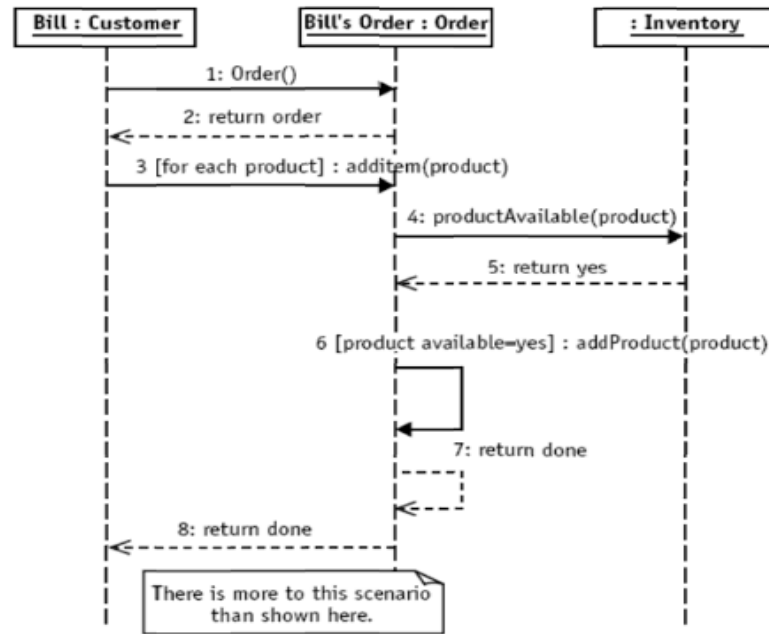 Bill : Customer
Bill's Order : Order
: Inventory
1: Order()
2: return order
3 [for each product] : additem(product)
4: productAvailable(product)
5: return yes
6 [product available=yes] : addProduct(product)
7: return done
8: return done
There is more to this scenario
than shown here.